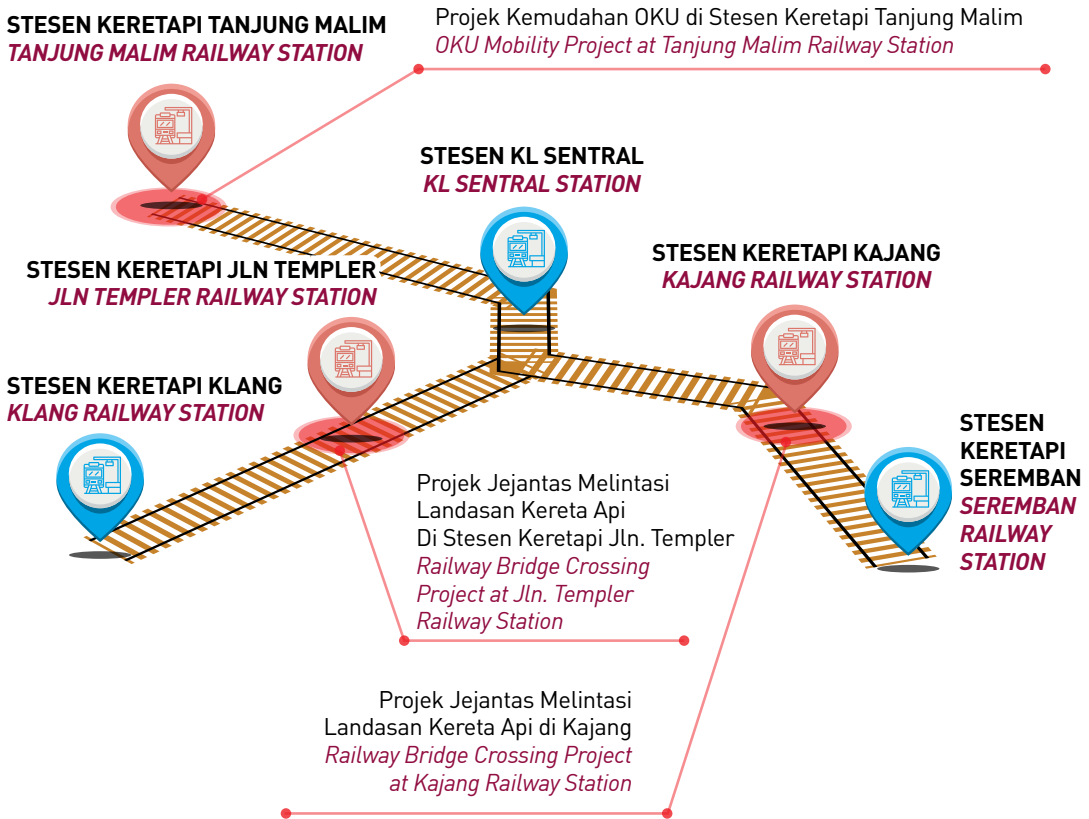 STESEN KERETAPI TANJUNG MALIM
TANJUNG MALIM RAILWAY STATION
Projek Kemudahan OKU di Stesen Keretapi Tanjung Malim
OKU Mobility Project at Tanjung Malim Railway Station
STESEN KL SENTRAL
KL SENTRAL STATION
STESEN KERETAPI KAJANG
KAJANG RAILWAY STATION
STESEN KERETAPI JLN TEMPLER
JLN TEMPLER RAILWAY STATION
STESEN KERETAPI KLANG
KLANG RAILWAY STATION
STESEN
KERETAPI
SEREMBAN
SEREMBAN
RAILWAY
STATION
Projek Jejantas Melintasi
Landasan Kereta Api
Di Stesen Keretapi Jln. Templer
Railway Bridge Crossing
Project at Jln. Templer
Railway Station
Projek Jejantas Melintasi
Landasan Kereta Api di Kajang
Railway Bridge Crossing Project
at Kajang Railway Station